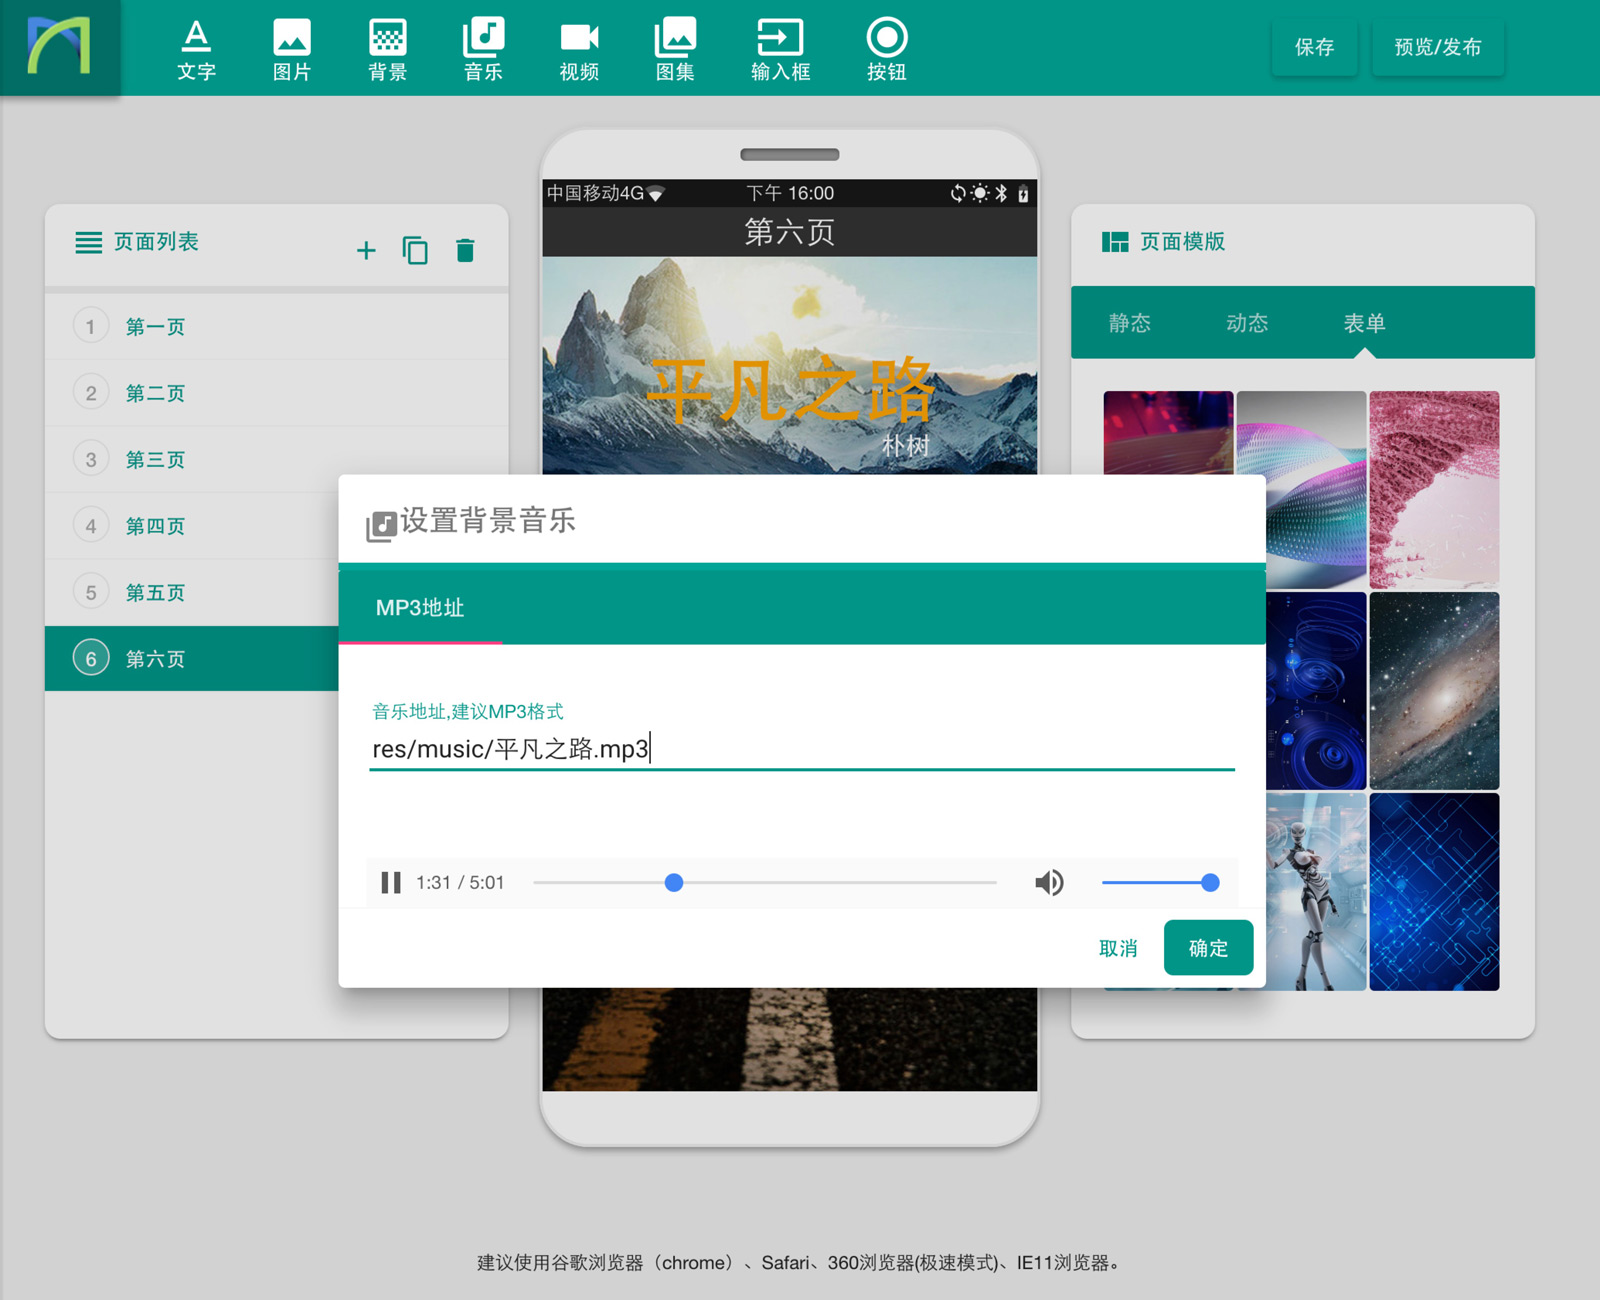 文字
图片
背景
音乐
视频
图集
输入框
按钮
保存
预览/发布
中国移动4G
下午 16:00
第六页
平凡之路
朴树
页面列表
1 第一页
2 第二页
3 第三页
4 第四页
5 第五页
6 第六页
页面模版
静态
动态
表单
设置背景音乐
MP3地址
音乐地址,建议MP3格式
res/music/平凡之路.mp3
1:31 / 5:01
取消
确定
建议使用谷歌浏览器（chrome）、Safari、360浏览器(极速模式)、IE11浏览器。